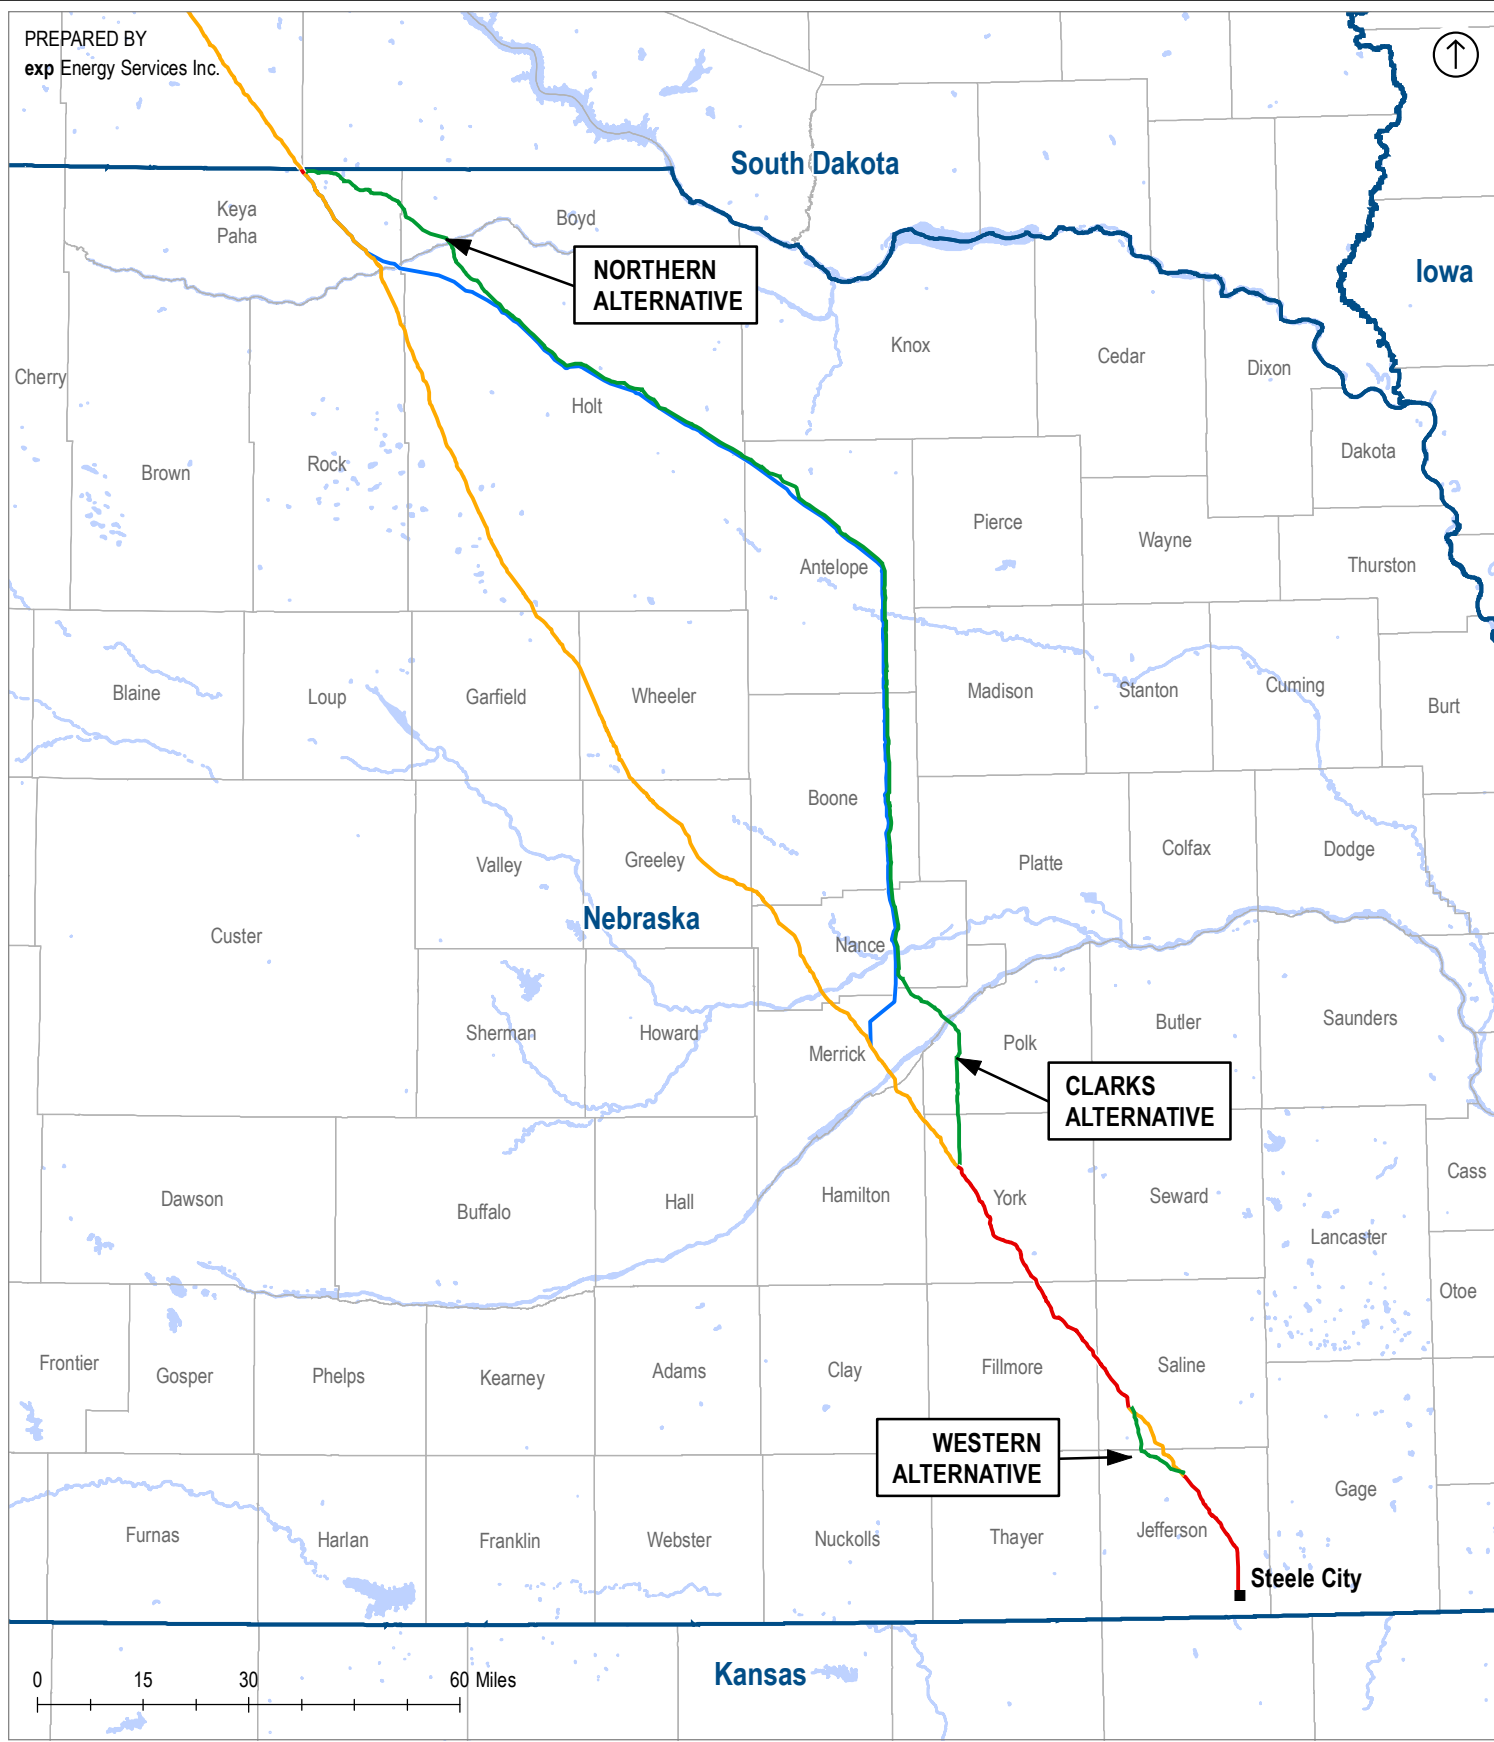 PREPARED BY
exp Energy Services Inc.
South Dakota
Keya
Paha
Boyd
NORTHERN
ALTERNATIVE
Iowa
Knox
Cedar
Dixon
Cherry
Holt
Dakota
Brown
Rock
Pierce
Wayne
Antelope
Thurston
Blaine
Loup
Garfield
Wheeler
Madison
Stanton
Cuming
Burt
Boone
Valley
Greeley
Platte
Colfax
Dodge
Nebraska
Custer
Nance
Sherman
Howard
Merrick
Polk
Butler
Saunders
CLARKS
ALTERNATIVE
Dawson
Buffalo
Hall
Hamilton
York
Seward
Cass
Lancaster
Otoe
Frontier
Gosper
Phelps
Kearney
Adams
Clay
Fillmore
Saline
WESTERN
ALTERNATIVE
Gage
Furnas
Harlan
Franklin
Webster
Nuckolls
Thayer
Jefferson
Steele City
Kansas
0 15 30 60 Miles